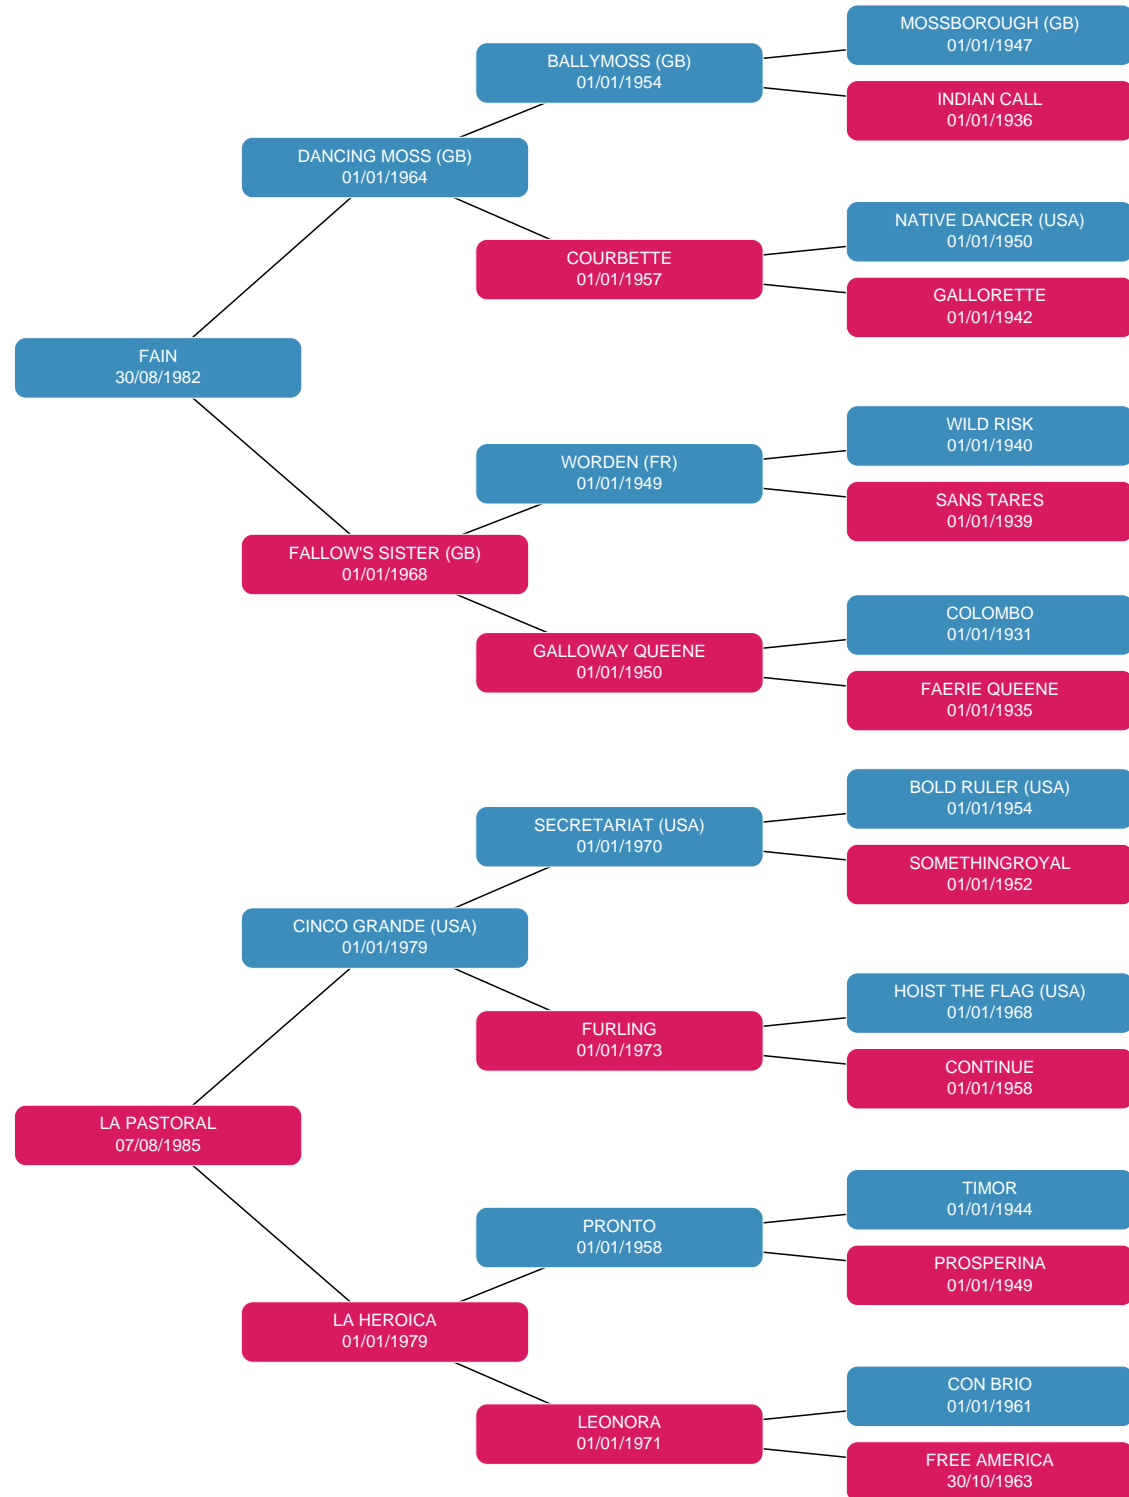 MOSSBOROUGH (GB)
01/01/1947
BALLYMOSS (GB)
01/01/1954
INDIAN CALL
01/01/1936
DANCING MOSS (GB)
01/01/1964
NATIVE DANCER (USA)
01/01/1950
COURBETTE
01/01/1957
GALLORETTE
01/01/1942
FAIN
30/08/1982
WILD RISK
01/01/1940
WORDEN (FR)
01/01/1949
SANS TARES
01/01/1939
FALLOW'S SISTER (GB)
01/01/1968
COLOMBO
01/01/1931
GALLOWAY QUEENE
01/01/1950
FAERIE QUEENE
01/01/1935
BOLD RULER (USA)
01/01/1954
SECRETARIAT (USA)
01/01/1970
SOMETHINGROYAL
01/01/1952
CINCO GRANDE (USA)
01/01/1979
HOIST THE FLAG (USA)
01/01/1968
FURLING
01/01/1973
CONTINUE
01/01/1958
LA PASTORAL
07/08/1985
TIMOR
01/01/1944
PRONTO
01/01/1958
PROSPERINA
01/01/1949
LA HEROICA
01/01/1979
CON BRIO
01/01/1961
LEONORA
01/01/1971
FREE AMERICA
30/10/1963